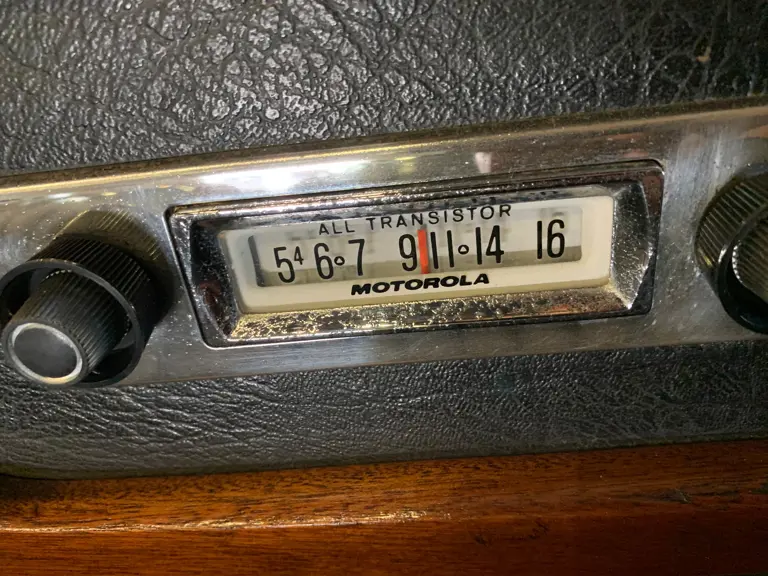 ALL TRANSISTOR
54 6 7 9 11 14 16
MOTOROLA